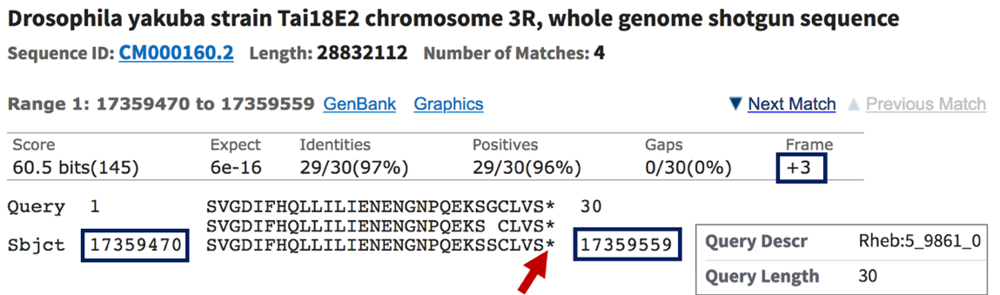 Drosophila yakuba strain Tai18E2 chromosome 3R, whole genome shotgun sequence
Sequence ID: CM000160.2 Length: 28832112 Number of Matches: 4
Range 1: 17359470 to 17359559 GenBank Graphics ▼ Next Match ▲ Previous Match
Score Expect Identities Positives Gaps Frame
60.5 bits(145) 6e-16 29/30(97%) 29/30(96%) 0/30(0%) +3
Query 1 SVGDIFHQLLILIENENGNPQEKSGCLVS* 30
SVGDIFHQLLILIENENGNPQEKS CLVS*
Sbjct 17359470 SVGDIFHQLLILIENENGNPQEKSSCLVS* 17359559
Query Descr Rheb:5_9861_0
Query Length 30